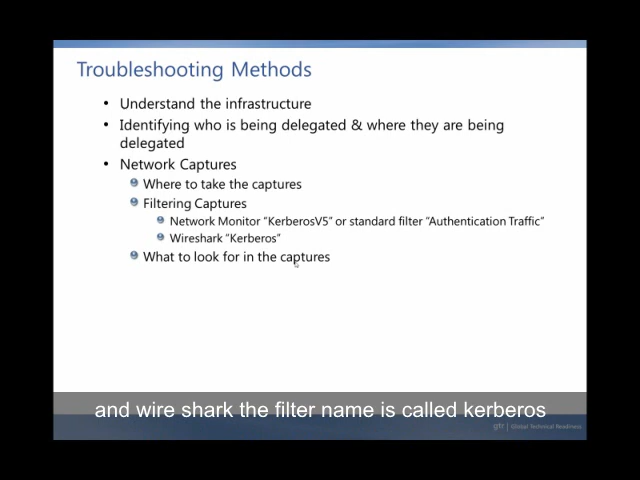 Troubleshooting Methods
• Understand the infrastructure
• Identifying who is being delegated & where they are being
delegated
• Network Captures
Where to take the captures
Filtering Captures
Network Monitor "KerberosV5" or standard filter "Authentication Traffic"
Wireshark "Kerberos"
What to look for in the captures
and wire shark the filter name is called kerberos
gtr | Global Technical Readiness